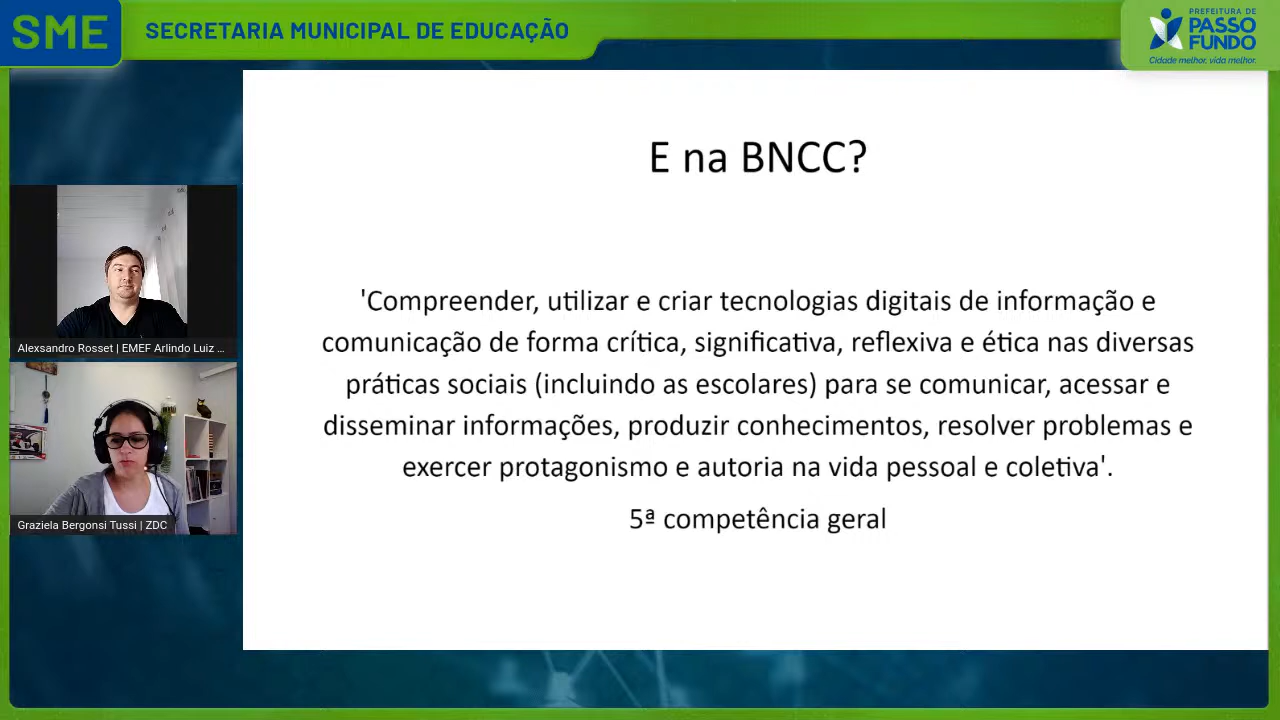 SME
SECRETARIA MUNICIPAL DE EDUCAÇÃO
PREFEITURA DE
PASSO
FUNDO
Cidade melhor, vida melhor.
E na BNCC?
'Compreender, utilizar e criar tecnologias digitais de informação e
comunicação de forma crítica, significativa, reflexiva e ética nas diversas
práticas sociais (incluindo as escolares) para se comunicar, acessar e
disseminar informações, produzir conhecimentos, resolver problemas e
exercer protagonismo e autoria na vida pessoal e coletiva'.
5ª competência geral
Alexsandro Rosset | EMEF Arlindo Luiz ...
Graziela Bergonsi Tussi | ZDC